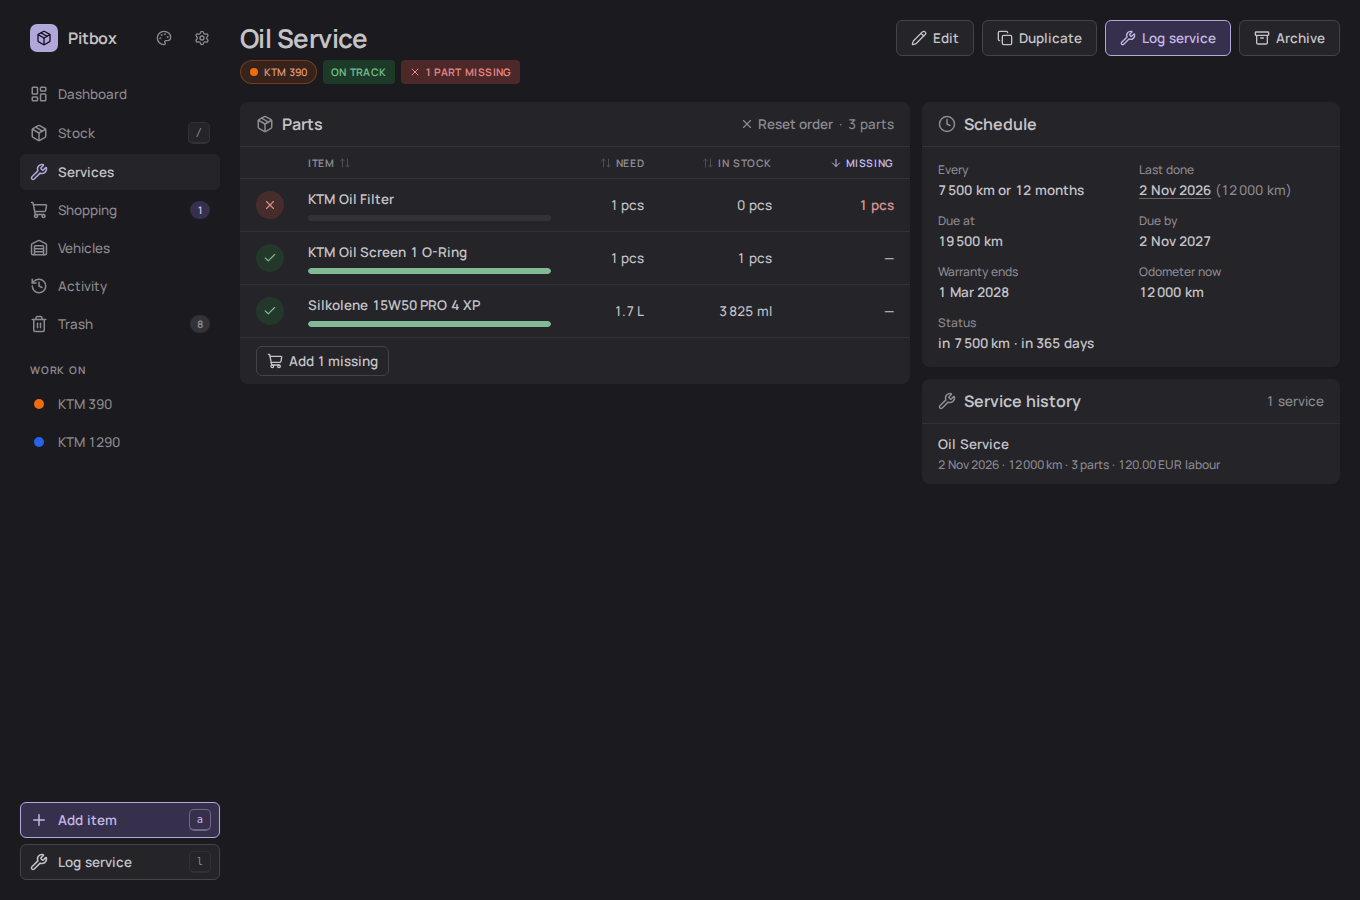 Pitbox
Dashboard
Stock /
Services
Shopping 1
Vehicles
Activity
Trash 8
WORK ON
KTM 390
KTM 1290
Add item a
Log service l
Oil Service
Edit
Duplicate
Log service
Archive
KTM 390
ON TRACK
1 PART MISSING
Parts
Reset order · 3 parts
ITEM NEED IN STOCK MISSING
KTM Oil Filter 1 pcs 0 pcs 1 pcs
KTM Oil Screen 1 O-Ring 1 pcs 1 pcs —
Silkolene 15W50 PRO 4 XP 1.7 L 3 825 ml —
Add 1 missing
Schedule
Every
7 500 km or 12 months
Last done
2 Nov 2026 (12 000 km)
Due at
19 500 km
Due by
2 Nov 2027
Warranty ends
1 Mar 2028
Odometer now
12 000 km
Status
in 7 500 km · in 365 days
Service history 1 service
Oil Service
2 Nov 2026 · 12 000 km · 3 parts · 120.00 EUR labour